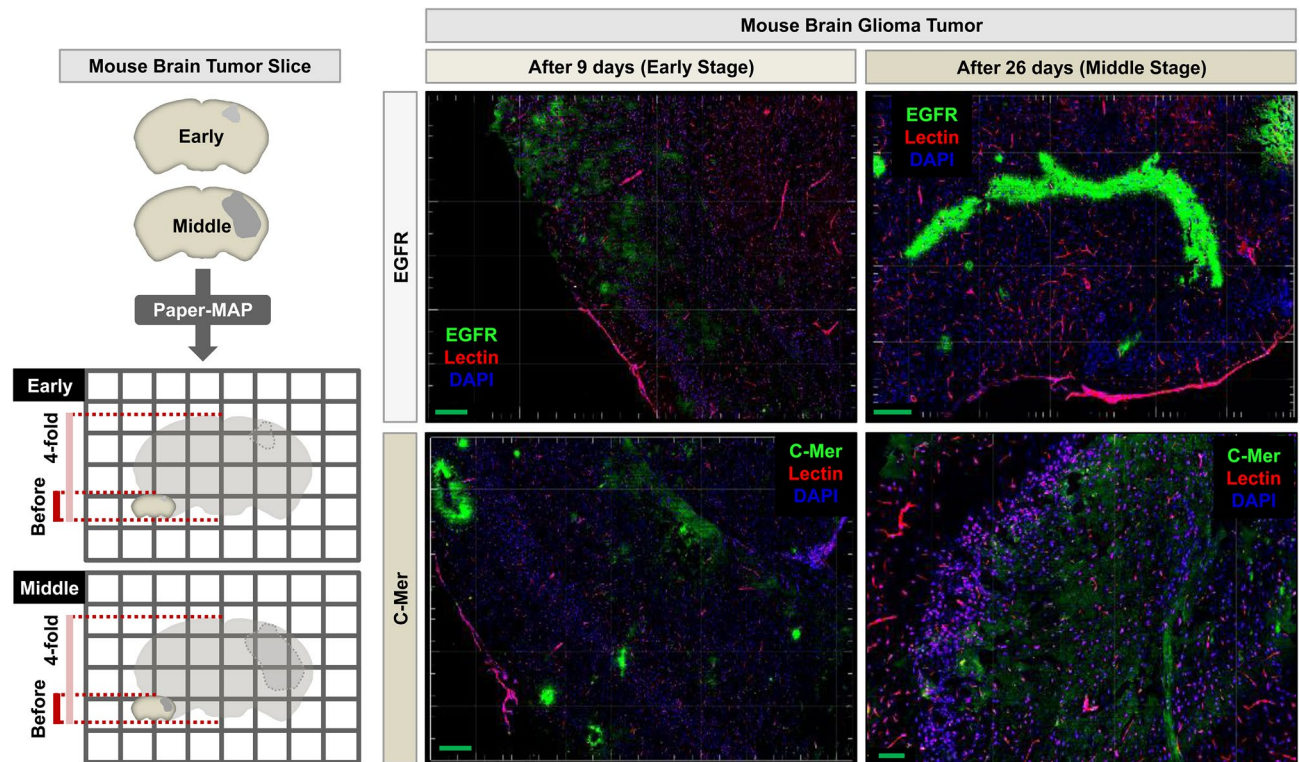 Mouse Brain Glioma Tumor
Mouse Brain Tumor Slice
After 9 days (Early Stage)
After 26 days (Middle Stage)
Early
Middle
Paper-MAP
Early
4-fold
Before
Middle
4-fold
Before
EGFR
EGFR
Lectin
DAPI
EGFR
Lectin
DAPI
C-Mer
C-Mer
Lectin
DAPI
C-Mer
Lectin
DAPI